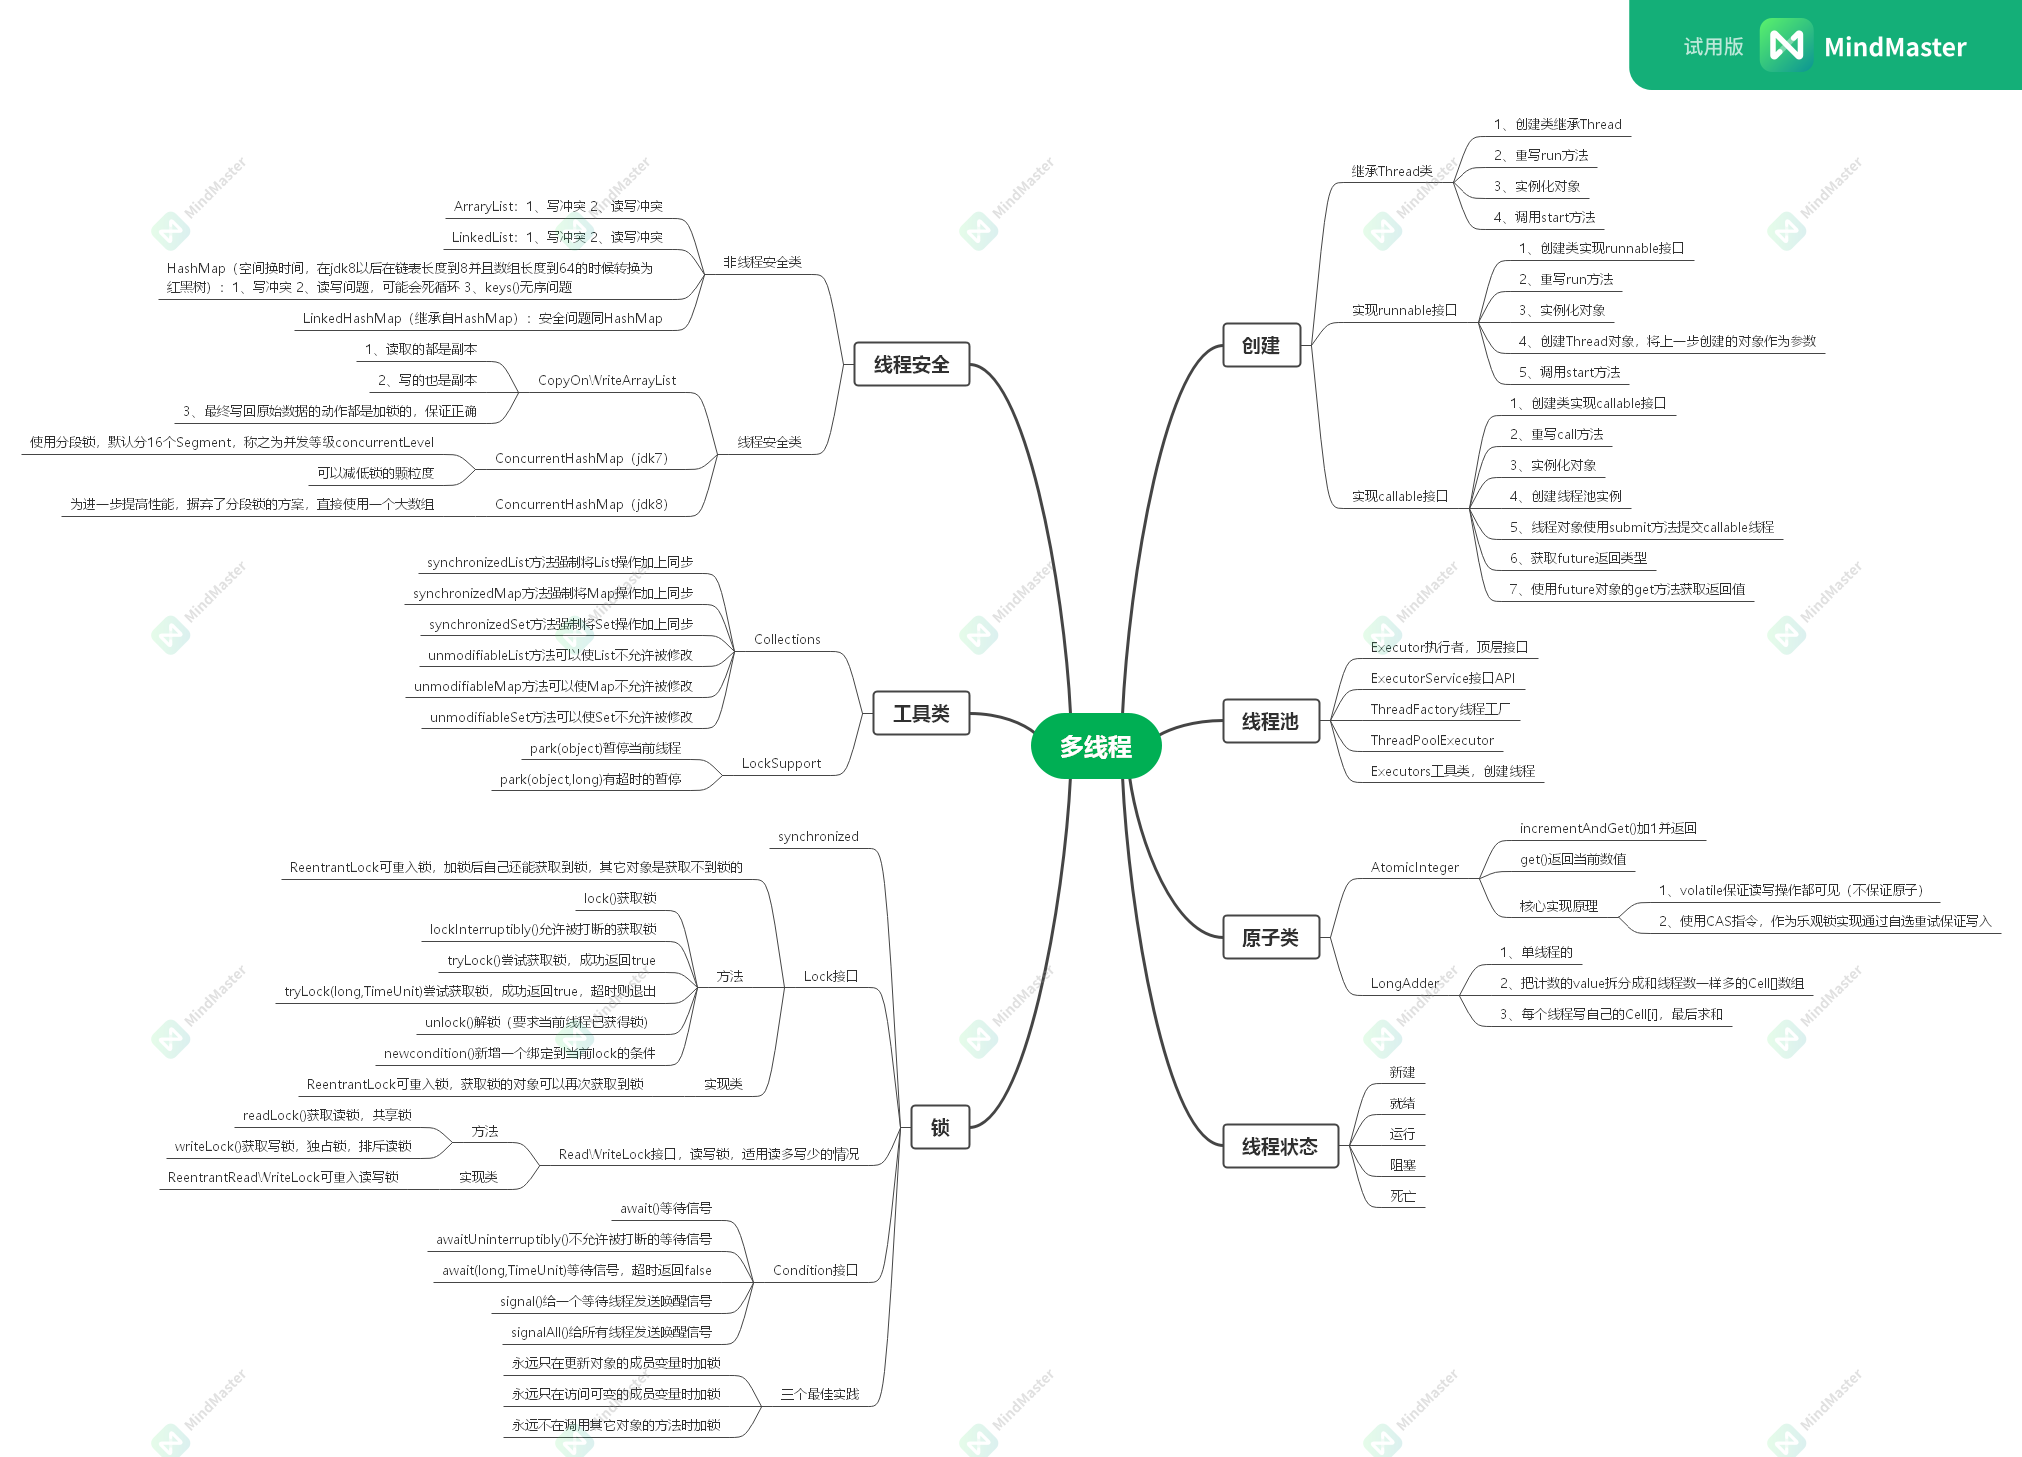 试用版 MindMaster
多线程
创建
继承Thread类
1、创建类继承Thread
2、重写run方法
3、实例化对象
4、调用start方法
实现runnable接口
1、创建类实现runnable接口
2、重写run方法
3、实例化对象
4、创建Thread对象，将上一步创建的对象作为参数
5、调用start方法
实现callable接口
1、创建类实现callable接口
2、重写call方法
3、实例化对象
4、创建线程池实例
5、线程对象使用submit方法提交callable线程
6、获取future返回类型
7、使用future对象的get方法获取返回值
线程池
Executor执行者，顶层接口
ExecutorService接口API
ThreadFactory线程工厂
ThreadPoolExecutor
Executors工具类，创建线程
原子类
AtomicInteger
incrementAndGet()加1并返回
get()返回当前数值
核心实现原理
1、volatile保证读写操作都可见（不保证原子）
2、使用CAS指令，作为乐观锁实现通过自选重试保证写入
LongAdder
1、单线程的
2、把计数的value拆分成和线程数一样多的Cell[]数组
3、每个线程写自己的Cell[i]，最后求和
线程状态
新建
就绪
运行
阻塞
死亡
线程安全
非线程安全类
ArraryList：1、写冲突 2、读写冲突
LinkedList：1、写冲突 2、读写冲突
HashMap（空间换时间，在jdk8以后在链表长度到8并且数组长度到64的时候转换为
红黑树）：1、写冲突 2、读写问题，可能会死循环 3、keys()无序问题
LinkedHashMap（继承自HashMap）：安全问题同HashMap
线程安全类
CopyOnWriteArrayList
1、读取的都是副本
2、写的也是副本
3、最终写回原始数据的动作都是加锁的，保证正确
ConcurrentHashMap（jdk7）
使用分段锁，默认分16个Segment，称之为并发等级concurrentLevel
可以减低锁的颗粒度
ConcurrentHashMap（jdk8）
为进一步提高性能，摒弃了分段锁的方案，直接使用一个大数组
工具类
Collections
synchronizedList方法强制将List操作加上同步
synchronizedMap方法强制将Map操作加上同步
synchronizedSet方法强制将Set操作加上同步
unmodifiableList方法可以使List不允许被修改
unmodifiableMap方法可以使Map不允许被修改
unmodifiableSet方法可以使Set不允许被修改
LockSupport
park(object)暂停当前线程
park(object,long)有超时的暂停
锁
synchronized
Lock接口
ReentrantLock可重入锁，加锁后自己还能获取到锁，其它对象是获取不到锁的
方法
lock()获取锁
lockInterruptibly()允许被打断的获取锁
tryLock()尝试获取锁，成功返回true
tryLock(long,TimeUnit)尝试获取锁，成功返回true，超时则退出
unlock()解锁（要求当前线程已获得锁）
newcondition()新增一个绑定到当前lock的条件
实现类
ReentrantLock可重入锁，获取锁的对象可以再次获取到锁
ReadWriteLock接口，读写锁，适用读多写少的情况
方法
readLock()获取读锁，共享锁
writeLock()获取写锁，独占锁，排斥读锁
实现类
ReentrantReadWriteLock可重入读写锁
Condition接口
await()等待信号
awaitUninterruptibly()不允许被打断的等待信号
await(long,TimeUnit)等待信号，超时返回false
signal()给一个等待线程发送唤醒信号
signalAll()给所有线程发送唤醒信号
三个最佳实践
永远只在更新对象的成员变量时加锁
永远只在访问可变的成员变量时加锁
永远不在调用其它对象的方法时加锁